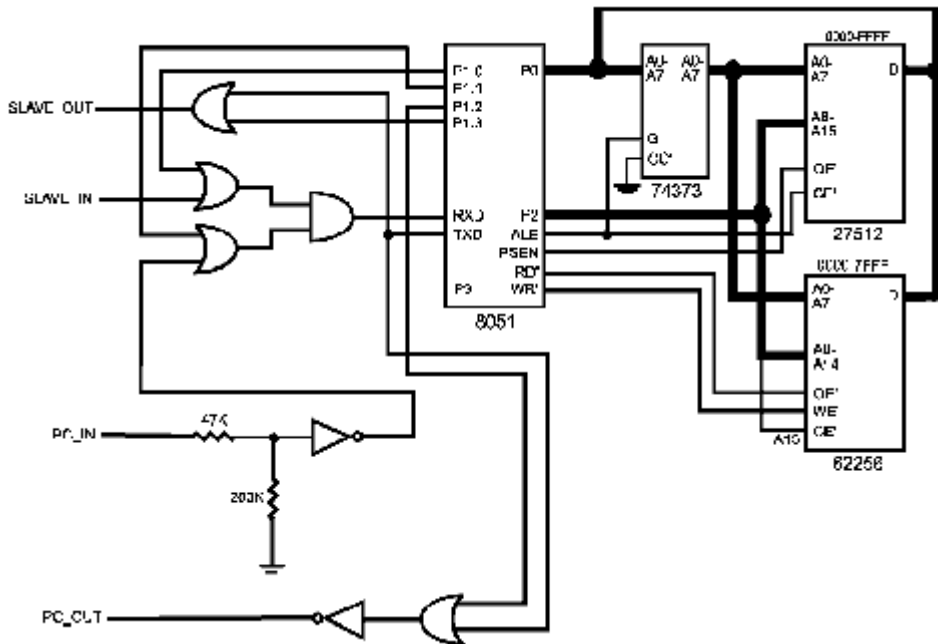 SLAVE_OUT
SLAVE_IN
P1.0
P1.1
P1.2
P1.3
RXD
TXD
P3
P0
P2
ALE
PSEN
RD'
WR'
8051
A0-
A7
A0-
A7
G
OC'
74373
0000-FFFF
A0-
A7
D
A8-
A15
OE'
CE'
27512
0000-7FFF
A0-
A7
D
A8-
A14
OE'
WE'
CE'
A15
62256
PC_IN
47K
PC_OUT